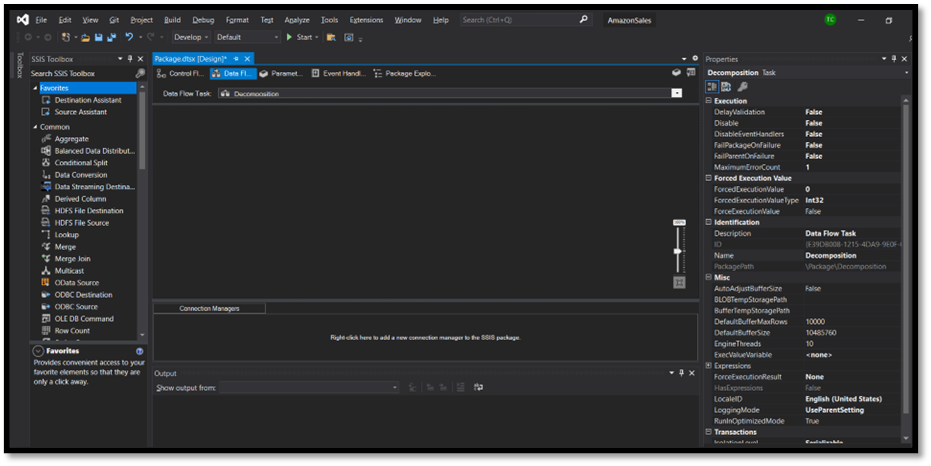 File Edit View Git Project Build Debug Format Test Analyze Tools Extensions Window Help Search (Ctrl+Q) AmazonSales TC
Develop Default Start
Toolbox
SSIS Toolbox
Search SSIS Toolbox
Favorites
Destination Assistant
Source Assistant
Common
Aggregate
Balanced Data Distribut...
Conditional Split
Data Conversion
Data Streaming Destina...
Derived Column
HDFS File Destination
HDFS File Source
Lookup
Merge
Merge Join
Multicast
OData Source
ODBC Destination
ODBC Source
OLE DB Command
Row Count
Favorites
Provides convenient access to your
favorite elements so that they are
only a click away.
Package.dtsx [Design]*
Control Fl... Data Fl... Paramet... Event Handl... Package Explo...
Data Flow Task: Decomposition
100%
Connection Managers
Right-click here to add a new connection manager to the SSIS package.
Output
Show output from:
Properties
Decomposition Task
Execution
DelayValidation False
Disable False
DisableEventHandlers False
FailPackageOnFailure False
FailParentOnFailure False
MaximumErrorCount 1
Forced Execution Value
ForcedExecutionValue 0
ForcedExecutionValueType Int32
ForceExecutionValue False
Identification
Description Data Flow Task
ID {E39D8008-1215-4DA9-9E0F-
Name Decomposition
PackagePath \Package\Decomposition
Misc
AutoAdjustBufferSize False
BLOBTempStoragePath
BufferTempStoragePath
DefaultBufferMaxRows 10000
DefaultBufferSize 10485760
EngineThreads 10
ExecValueVariable <none>
Expressions
ForceExecutionResult None
HasExpressions False
LocaleID English (United States)
LoggingMode UseParentSetting
RunInOptimizedMode True
Transactions
IsolationLevel Serializable